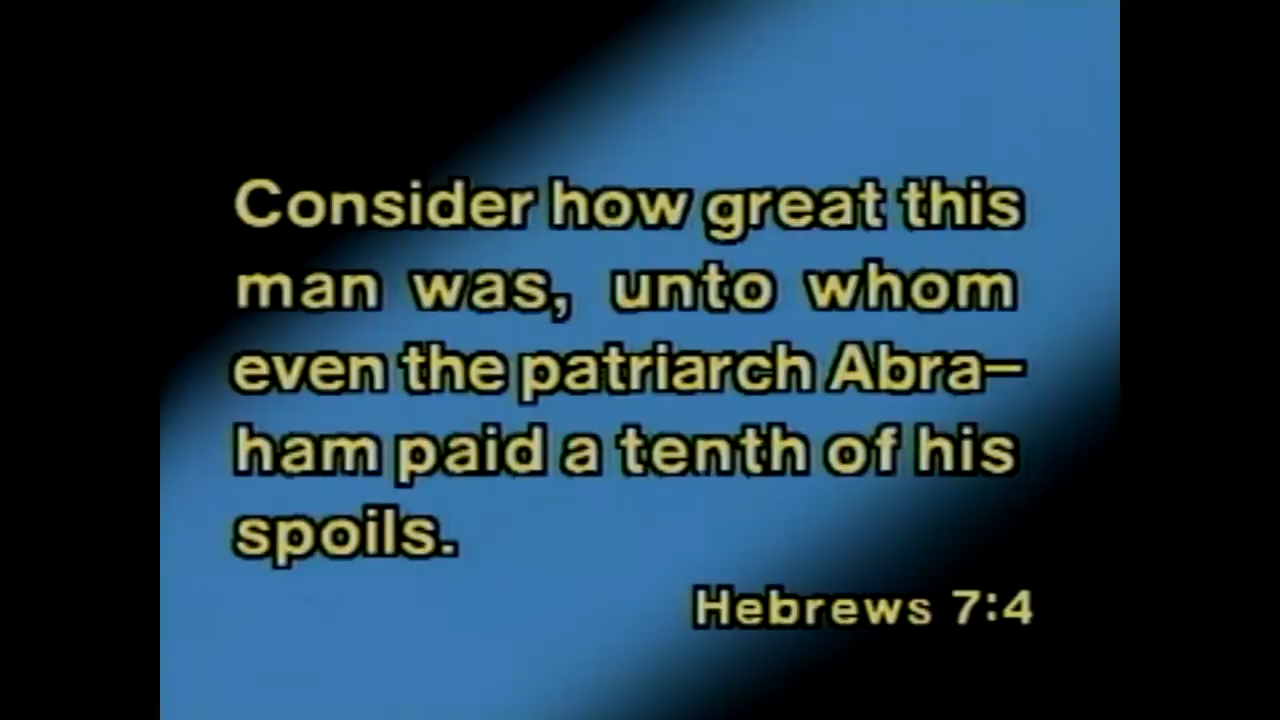 Consider how great this
man was, unto whom
even the patriarch Abra–
ham paid a tenth of his
spoils.
Hebrews 7:4